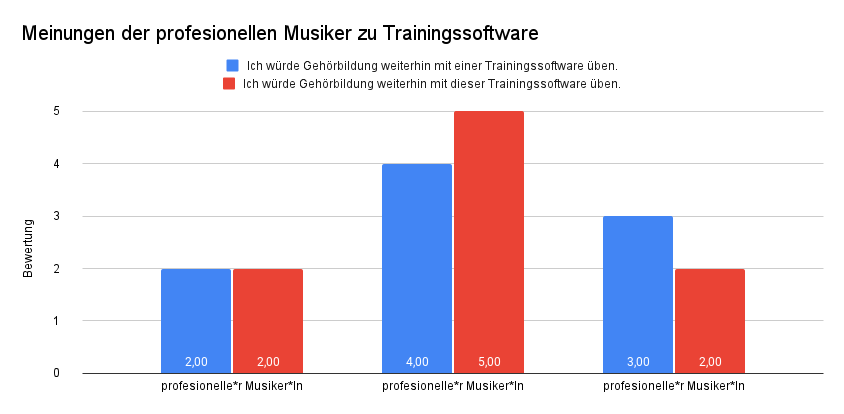 Meinungen der profesionellen Musiker zu Trainingssoftware
Ich würde Gehörbildung weiterhin mit einer Trainingssoftware üben.
Ich würde Gehörbildung weiterhin mit dieser Trainingssoftware üben.
5
4
3
2
1
0
Bewertung
2,00
2,00
4,00
5,00
3,00
2,00
profesionelle*r Musiker*In
profesionelle*r Musiker*In
profesionelle*r Musiker*In